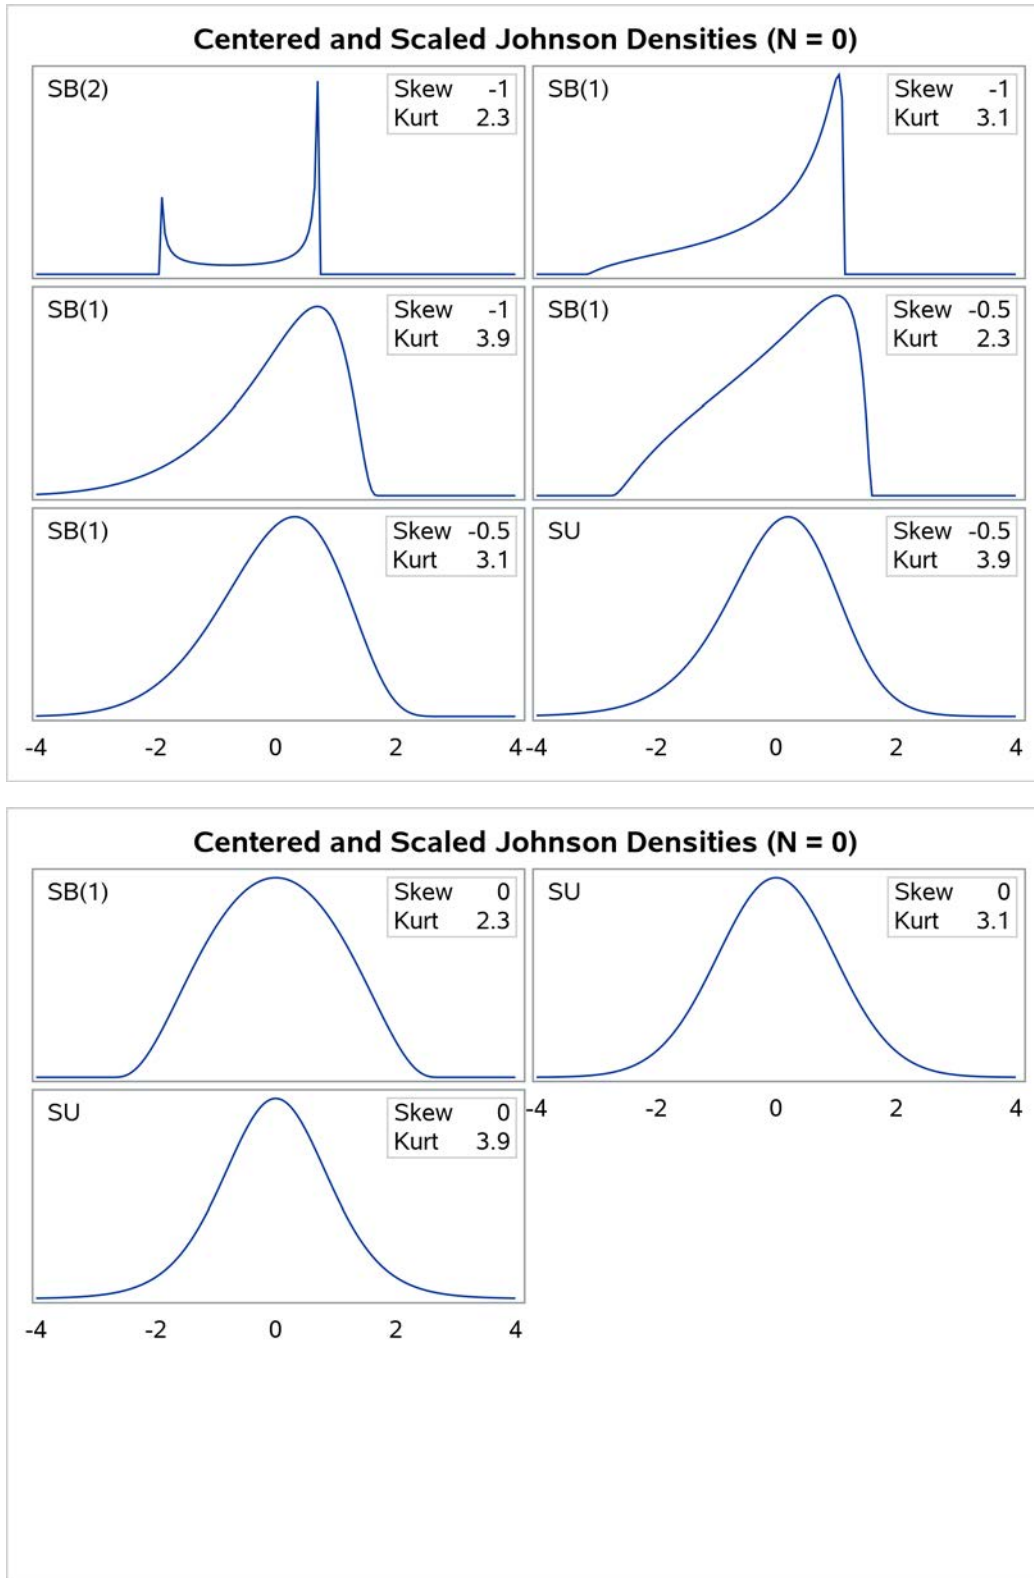 Centered and Scaled Johnson Densities (N = 0)
SB(2)
Skew -1
Kurt 2.3
SB(1)
Skew -1
Kurt 3.1
SB(1)
Skew -1
Kurt 3.9
SB(1)
Skew -0.5
Kurt 2.3
SB(1)
Skew -0.5
Kurt 3.1
SU
Skew -0.5
Kurt 3.9
-4 -2 0 2 4 -4 -2 0 2 4
Centered and Scaled Johnson Densities (N = 0)
SB(1)
Skew 0
Kurt 2.3
SU
Skew 0
Kurt 3.1
SU
Skew 0
Kurt 3.9
-4 -2 0 2 4
-4 -2 0 2 4